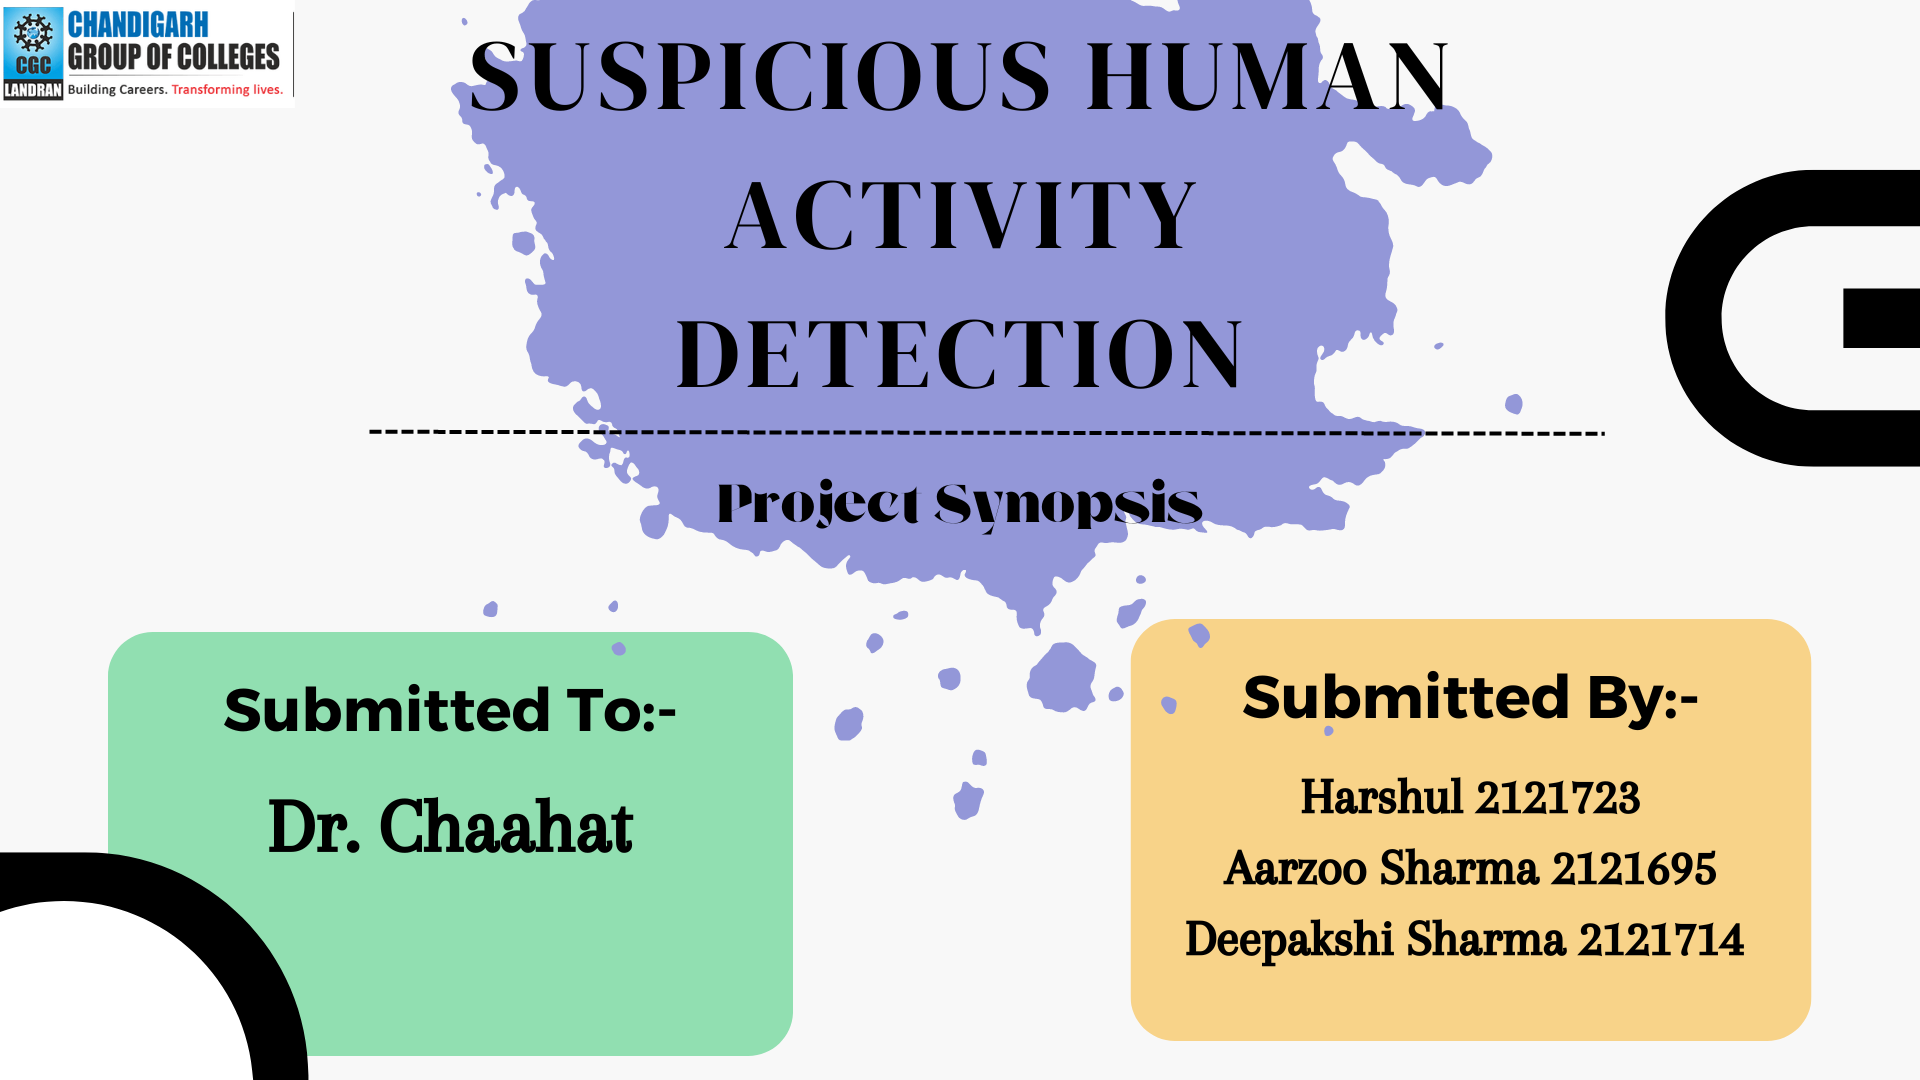 CHANDIGARH
GROUP OF COLLEGES
CGC
LANDRAN
Building Careers. Transforming lives.
SUSPICIOUS HUMAN
ACTIVITY
DETECTION
Project Synopsis
Submitted To:-
Dr. Chaahat
Submitted By:-
Harshul 2121723
Aarzoo Sharma 2121695
Deepakshi Sharma 2121714